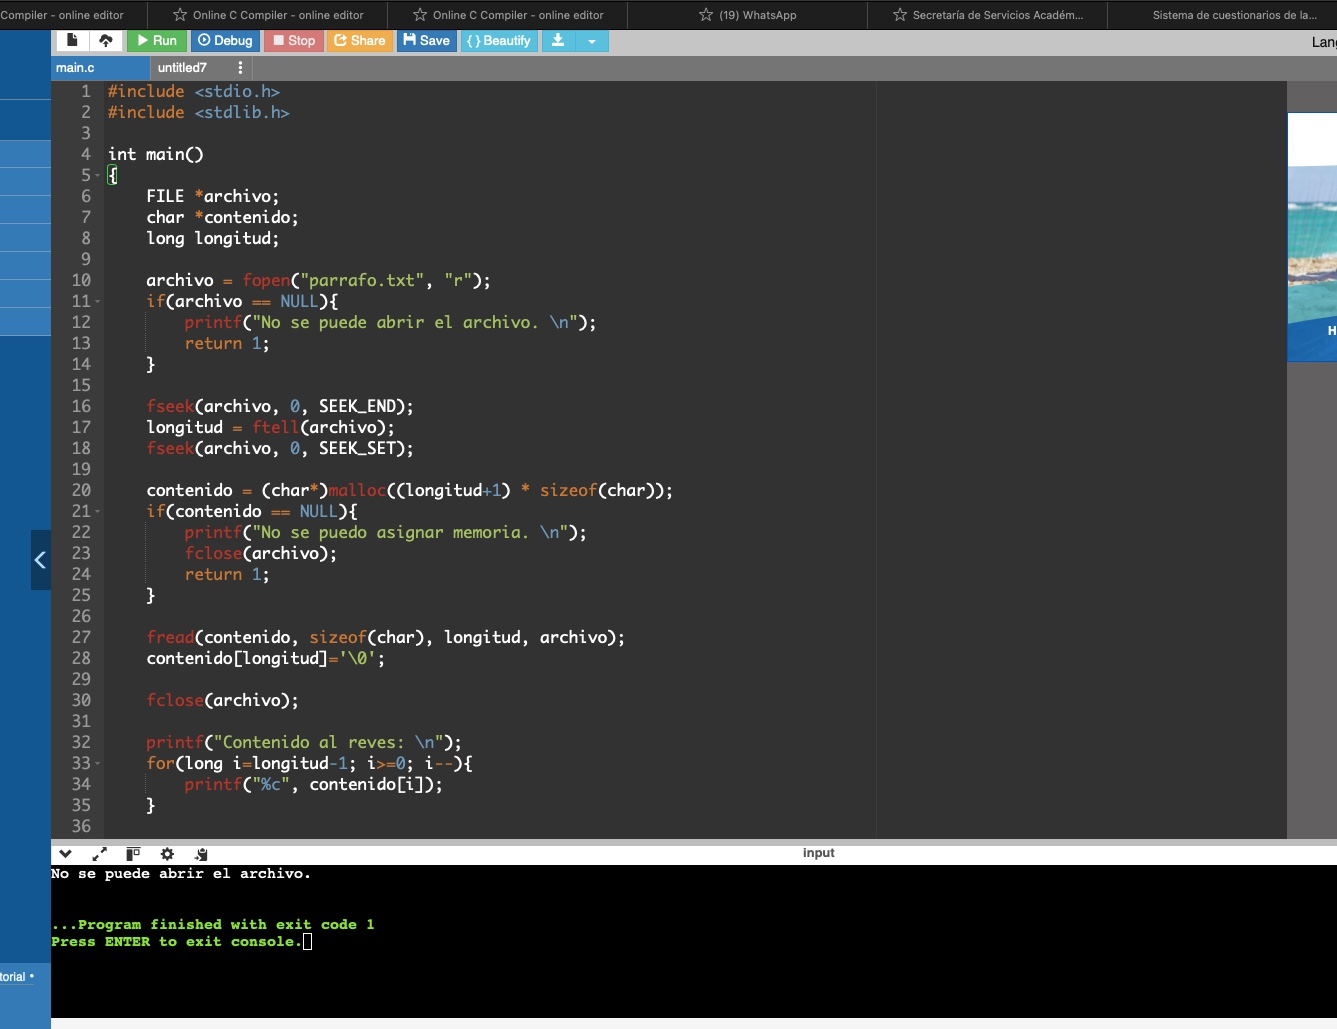 Compiler - online editor
Online C Compiler - online editor
Online C Compiler - online editor
(19) WhatsApp
Secretaría de Servicios Académ...
Sistema de cuestionarios de la...
Run
Debug
Stop
Share
Save
{ } Beautify
Lang
main.c
untitled7
1 #include <stdio.h>
2 #include <stdlib.h>
3
4 int main()
5 {
6 FILE *archivo;
7 char *contenido;
8 long longitud;
9
10 archivo = fopen("parrafo.txt", "r");
11 if(archivo == NULL){
12 printf("No se puede abrir el archivo. \n");
13 return 1;
14 }
15
16 fseek(archivo, 0, SEEK_END);
17 longitud = ftell(archivo);
18 fseek(archivo, 0, SEEK_SET);
19
20 contenido = (char*)malloc((longitud+1) * sizeof(char));
21 if(contenido == NULL){
22 printf("No se puedo asignar memoria. \n");
23 fclose(archivo);
24 return 1;
25 }
26
27 fread(contenido, sizeof(char), longitud, archivo);
28 contenido[longitud]='\0';
29
30 fclose(archivo);
31
32 printf("Contenido al reves: \n");
33 for(long i=longitud-1; i>=0; i--){
34 printf("%c", contenido[i]);
35 }
36
H
input
No se puede abrir el archivo.
...Program finished with exit code 1
Press ENTER to exit console.
torial •